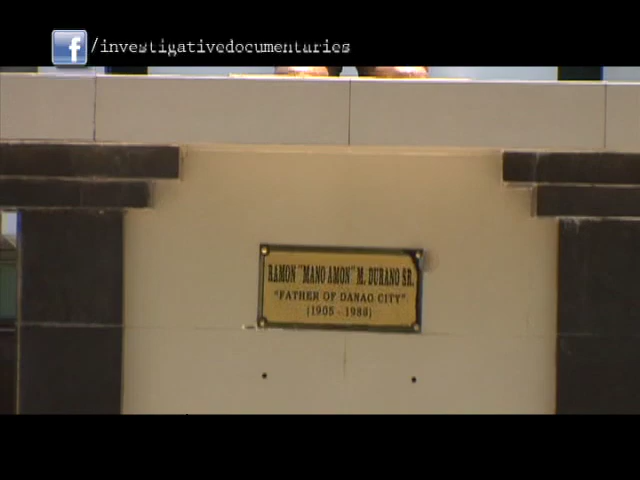 f/investigativedocumentaries
RAMON "MANO AMON" M. DURANO SR.
"FATHER OF DANAO CITY"
(1905 - 1988)